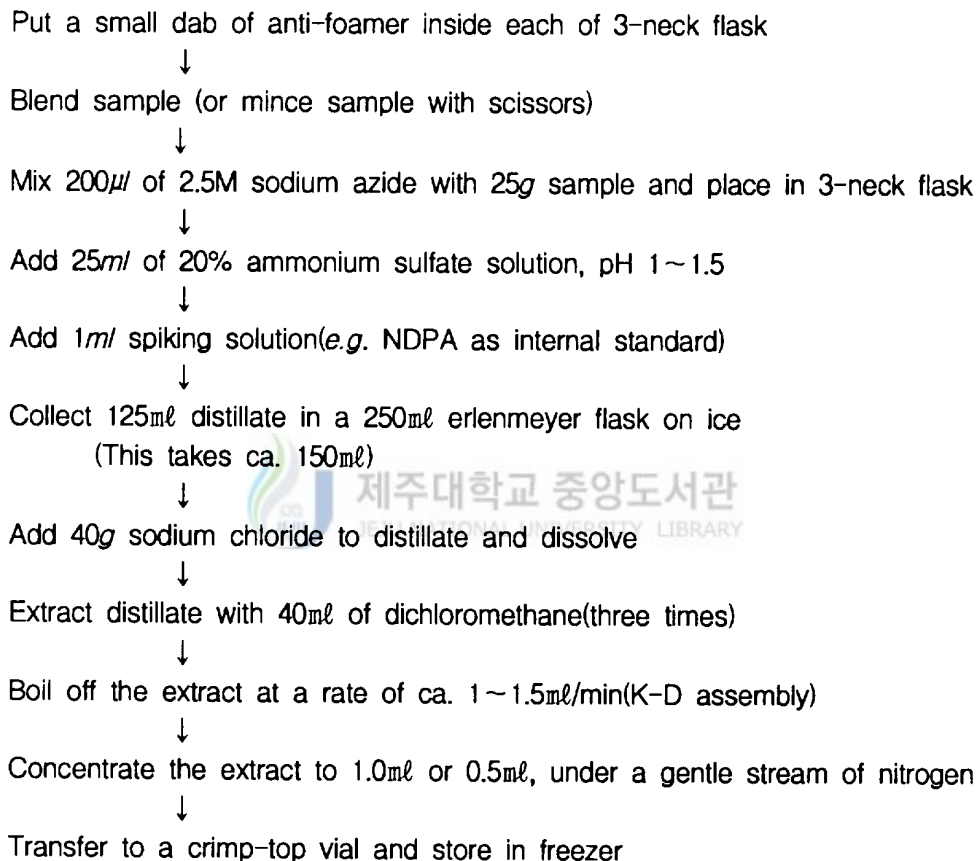 Put a small dab of anti-foamer inside each of 3-neck flask
↓
Blend sample (or mince sample with scissors)
↓
Mix 200㎕ of 2.5M sodium azide with 25g sample and place in 3-neck flask
↓
Add 25ml of 20% ammonium sulfate solution, pH 1~1.5
↓
Add 1ml spiking solution(e.g. NDPA as internal standard)
↓
Collect 125㎖ distillate in a 250㎖ erlenmeyer flask on ice
(This takes ca. 150㎖)
↓
제주대학교 중앙도서관
JEJU NATIONAL UNIVERSITY LIBRARY
Add 40g sodium chloride to distillate and dissolve
↓
Extract distillate with 40㎖ of dichloromethane(three times)
↓
Boil off the extract at a rate of ca. 1~1.5㎖/min(K-D assembly)
↓
Concentrate the extract to 1.0㎖ or 0.5㎖, under a gentle stream of nitrogen
↓
Transfer to a crimp-top vial and store in freezer